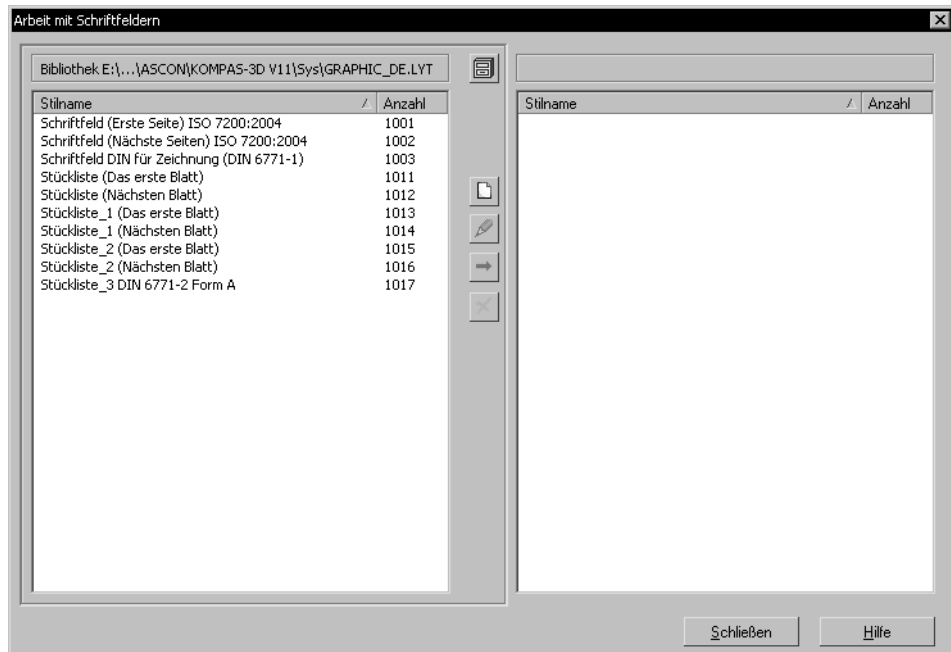 Arbeit mit Schriftfeldern
Bibliothek E:\...\ASCON\KOMPAS-3D V11\Sys\GRAPHIC_DE.LYT
Stilname Anzahl
Schriftfeld (Erste Seite) ISO 7200:2004 1001
Schriftfeld (Nächste Seiten) ISO 7200:2004 1002
Schriftfeld DIN für Zeichnung (DIN 6771-1) 1003
Stückliste (Das erste Blatt) 1011
Stückliste (Nächsten Blatt) 1012
Stückliste_1 (Das erste Blatt) 1013
Stückliste_1 (Nächsten Blatt) 1014
Stückliste_2 (Das erste Blatt) 1015
Stückliste_2 (Nächsten Blatt) 1016
Stückliste_3 DIN 6771-2 Form A 1017
Stilname Anzahl
Schließen Hilfe